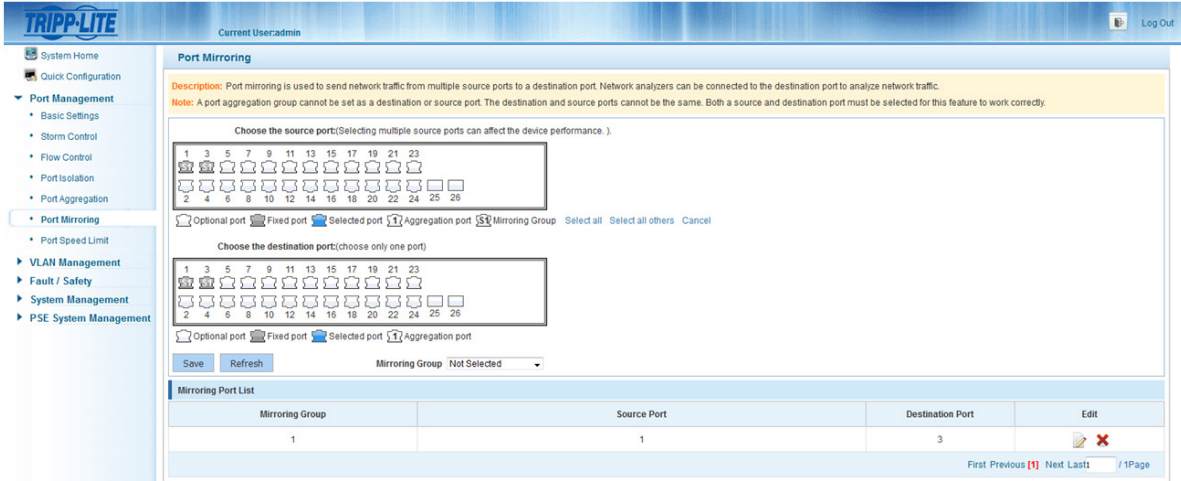 TRIPP·LITE
Current User:admin
Log Out
System Home
Quick Configuration
Port Management
Basic Settings
Storm Control
Flow Control
Port Isolation
Port Aggregation
Port Mirroring
Port Speed Limit
VLAN Management
Fault / Safety
System Management
PSE System Management
Port Mirroring
Description: Port mirroring is used to send network traffic from multiple source ports to a destination port. Network analyzers can be connected to the destination port to analyze network traffic.
Note: A port aggregation group cannot be set as a destination or source port. The destination and source ports cannot be the same. Both a source and destination port must be selected for this feature to work correctly.
Choose the source port:(Selecting multiple source ports can affect the device performance. ).
1 3 5 7 9 11 13 15 17 19 21 23
S1 S1
2 4 6 8 10 12 14 16 18 20 22 24 25 26
Optional port Fixed port Selected port 1 Aggregation port S1 Mirroring Group Select all Select all others Cancel
Choose the destination port:(choose only one port)
1 3 5 7 9 11 13 15 17 19 21 23
S1 S1
2 4 6 8 10 12 14 16 18 20 22 24 25 26
Optional port Fixed port Selected port 1 Aggregation port
Save Refresh Mirroring Group Not Selected
Mirroring Port List
Mirroring Group Source Port Destination Port Edit
1 1 3
First Previous [1] Next Last 1 / 1Page